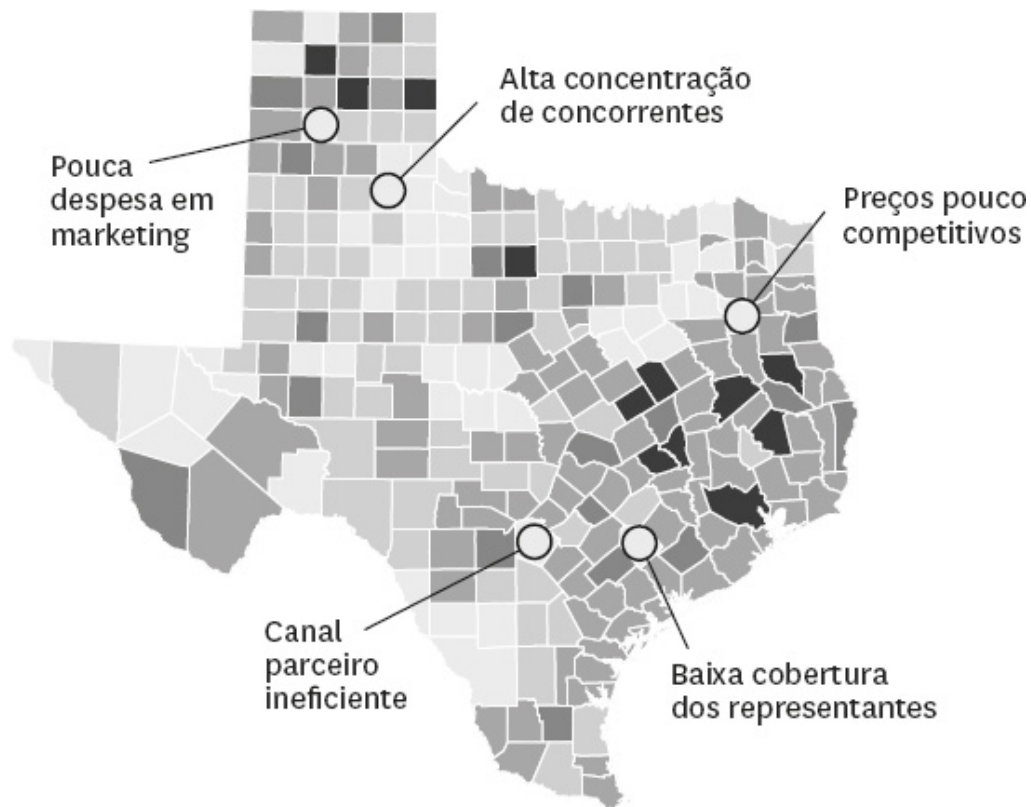 Alta concentração
de concorrentes
Pouca
despesa em
marketing
Preços pouco
competitivos
Canal
parceiro
ineficiente
Baixa cobertura
dos representantes